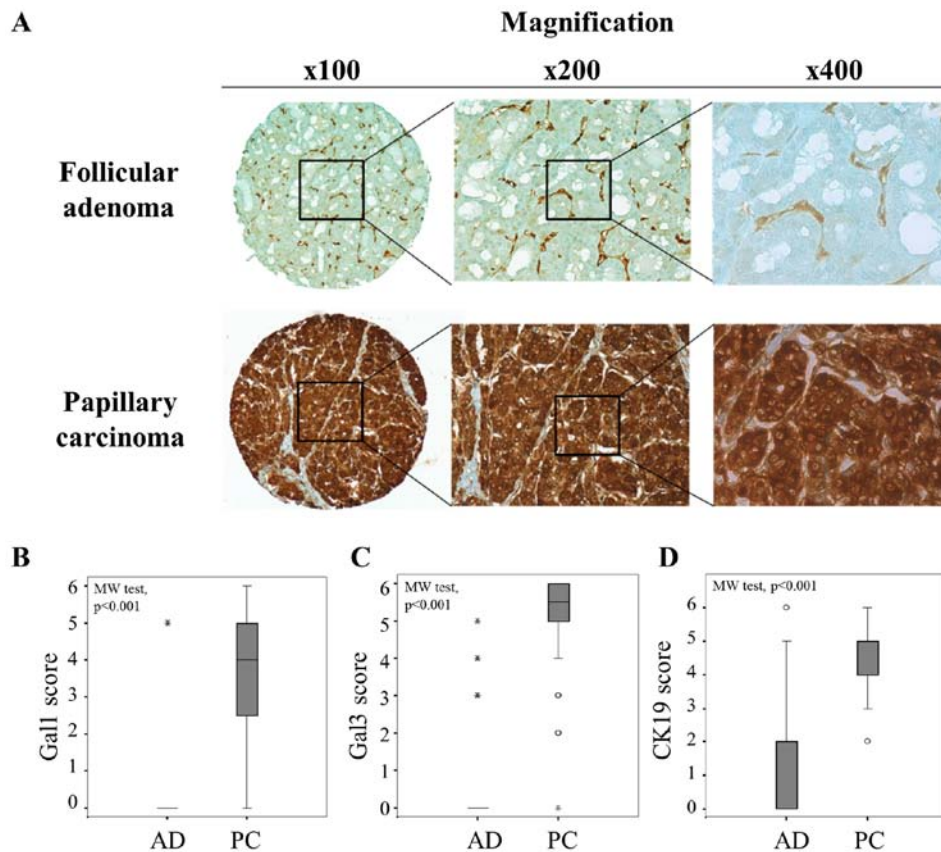 A
Magnification
x100 x200 x400
Follicular
adenoma
Papillary
carcinoma
B
MW test,
p<0.001
Gal1 score
6
5
4
3
2
1
0
AD PC
C
MW test,
p<0.001
Gal3 score
6
5
4
3
2
1
0
AD PC
D
MW test, p<0.001
CK19 score
6
5
4
3
2
1
0
AD PC